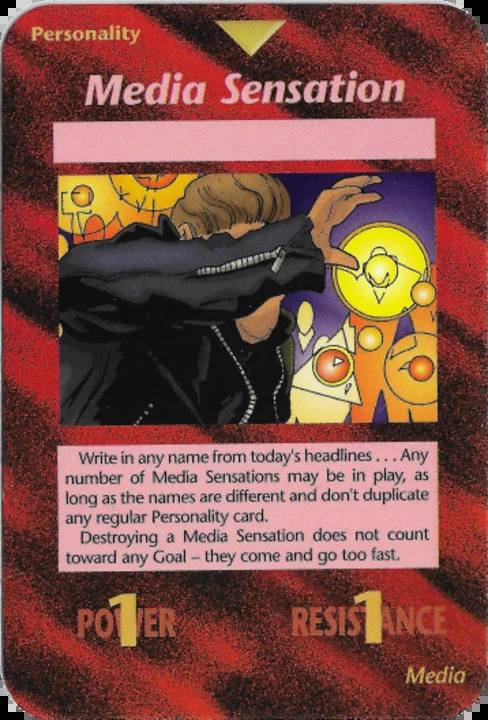 Personality
Media Sensation
Write in any name from today's headlines . . . Any
number of Media Sensations may be in play, as
long as the names are different and don't duplicate
any regular Personality card.
Destroying a Media Sensation does not count
toward any Goal – they come and go too fast.
POWER 1 RESISTANCE 1
Media